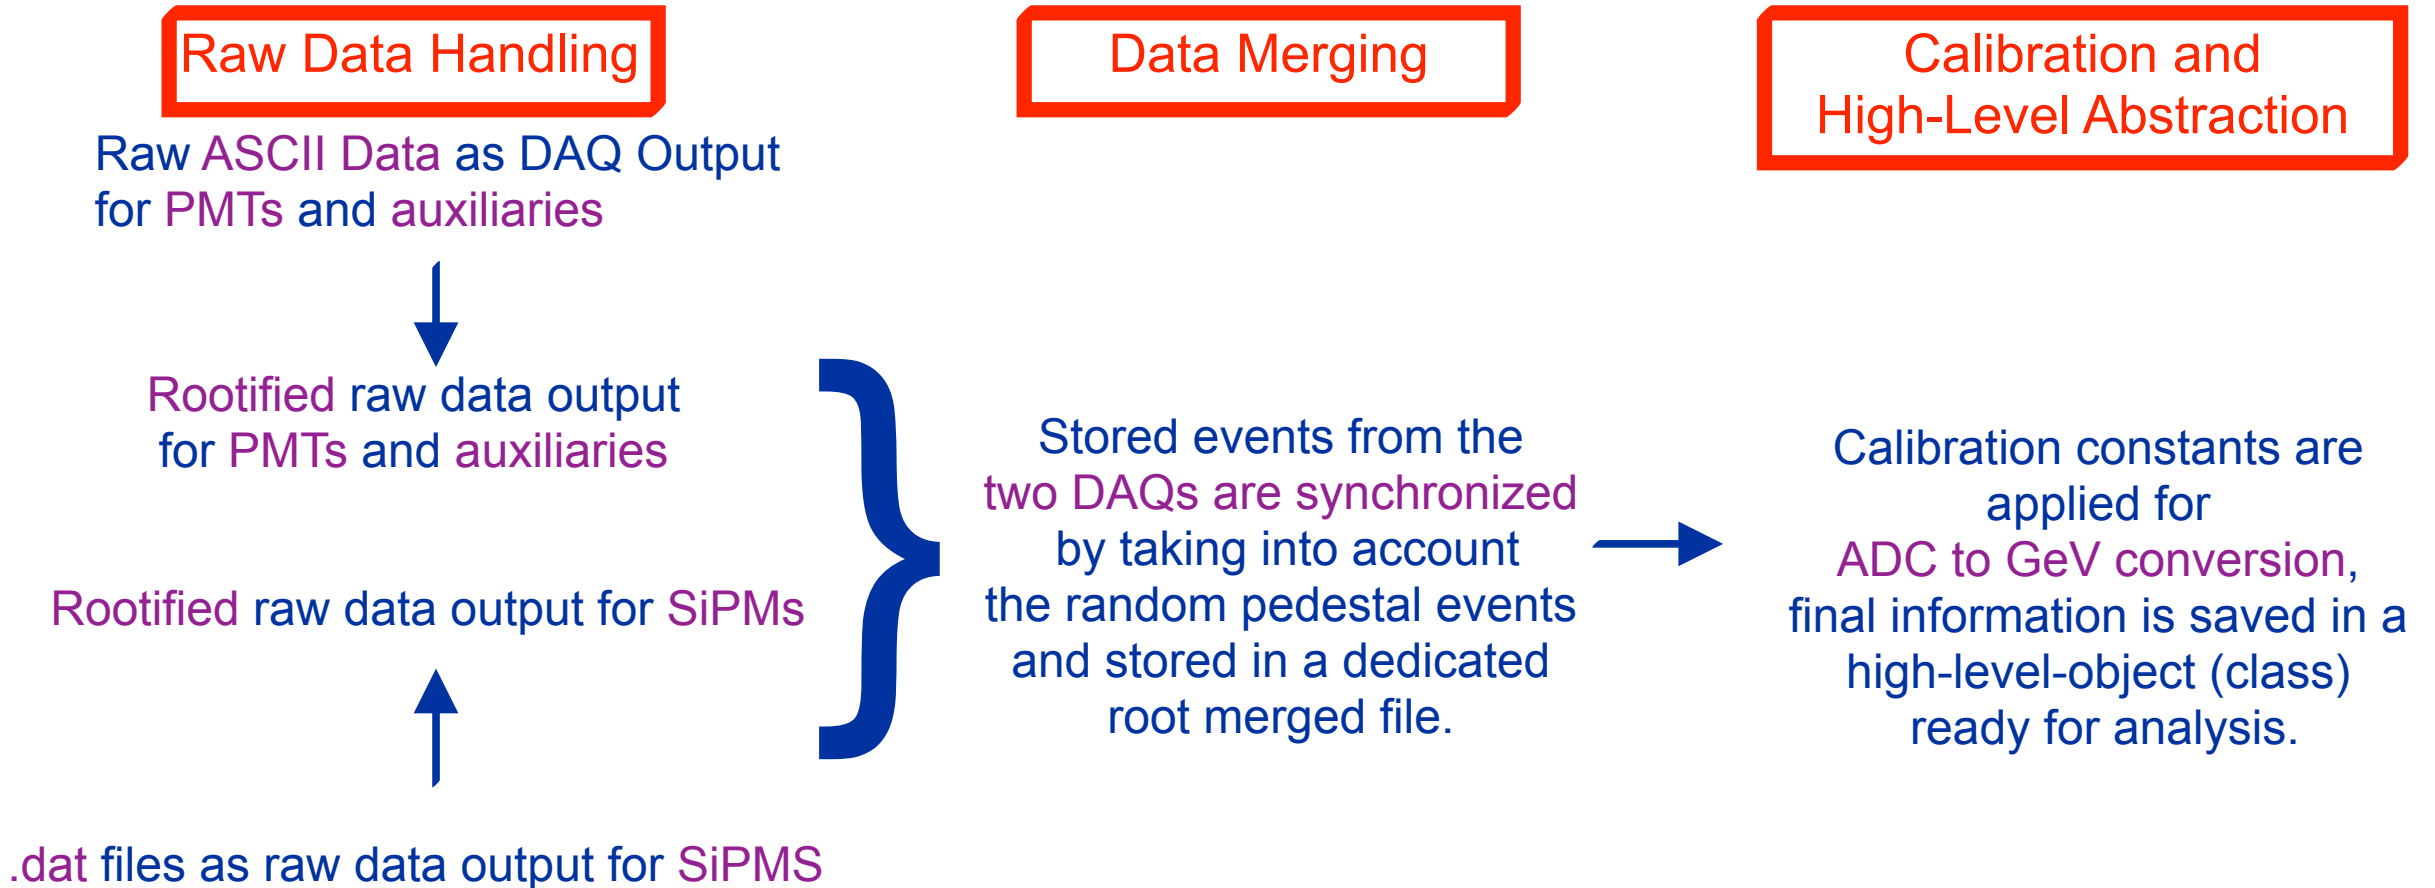 Raw Data Handling
Raw ASCII Data as DAQ Output
for PMTs and auxiliaries
Rootified raw data output
for PMTs and auxiliaries
Rootified raw data output for SiPMs
.dat files as raw data output for SiPMS
Data Merging
Stored events from the
two DAQs are synchronized
by taking into account
the random pedestal events
and stored in a dedicated
root merged file.
Calibration and
High-Level Abstraction
Calibration constants are
applied for
ADC to GeV conversion,
final information is saved in a
high-level-object (class)
ready for analysis.